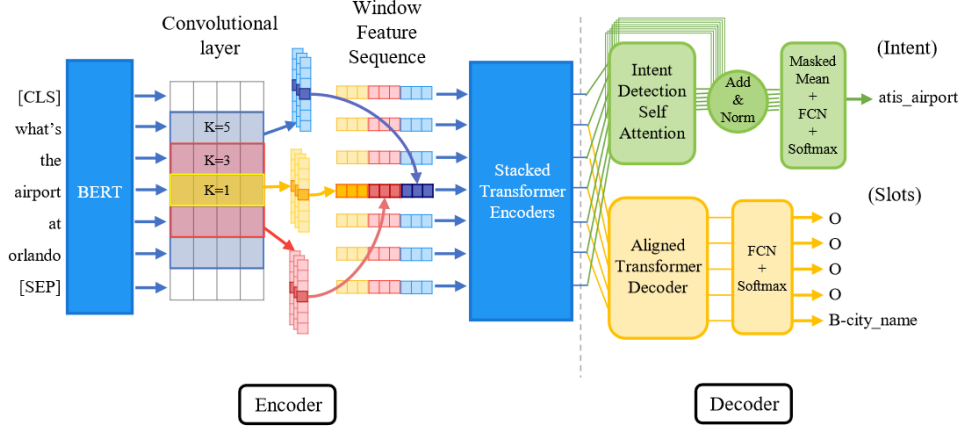 Convolutional
layer
Window
Feature
Sequence
[CLS]
what's
the
airport
at
orlando
[SEP]
BERT
K=5
K=3
K=1
Stacked
Transformer
Encoders
Intent
Detection
Self
Attention
Add
&
Norm
Masked
Mean
+
FCN
+
Softmax
(Intent)
atis_airport
Aligned
Transformer
Decoder
FCN
+
Softmax
(Slots)
O
O
O
O
B-city_name
Encoder
Decoder